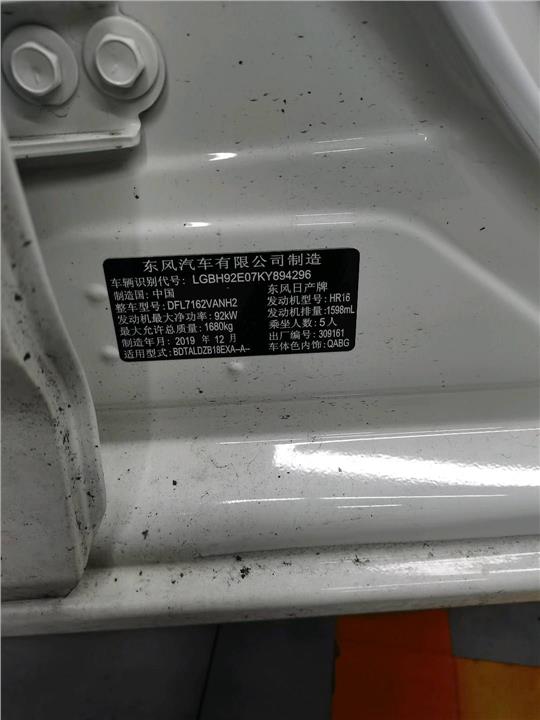 东风汽车有限公司制造
车辆识别代号: LGBH92E07KY894296
制造国: 中国 东风日产牌
整车型号: DFL7162VANH2 发动机型号: HR16
发动机最大净功率: 92kW 发动机排量: 1598mL
最大允许总质量: 1680kg 乘坐人数: 5人
制造年月: 2019 年 12 月 出厂编号: 309161
适用型式: BDTALDZB18EXA--A-- 车体色内饰: QABG